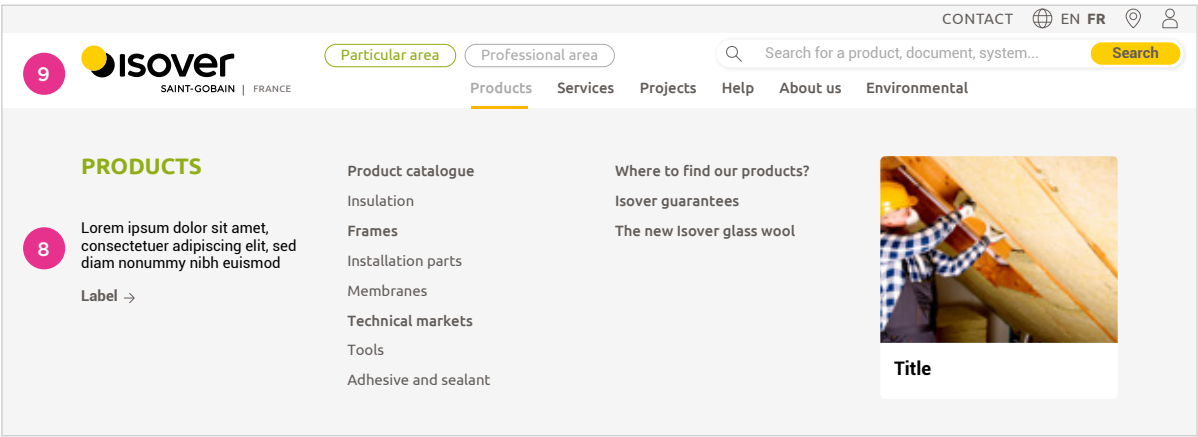 CONTACT EN FR
9
isover
SAINT-GOBAIN | FRANCE
Particular area
Professional area
Search for a product, document, system...
Search
Products Services Projects Help About us Environmental
PRODUCTS
8
Lorem ipsum dolor sit amet,
consectetuer adipiscing elit, sed
diam nonummy nibh euismod
Label →
Product catalogue
Insulation
Frames
Installation parts
Membranes
Technical markets
Tools
Adhesive and sealant
Where to find our products?
Isover guarantees
The new Isover glass wool
Title